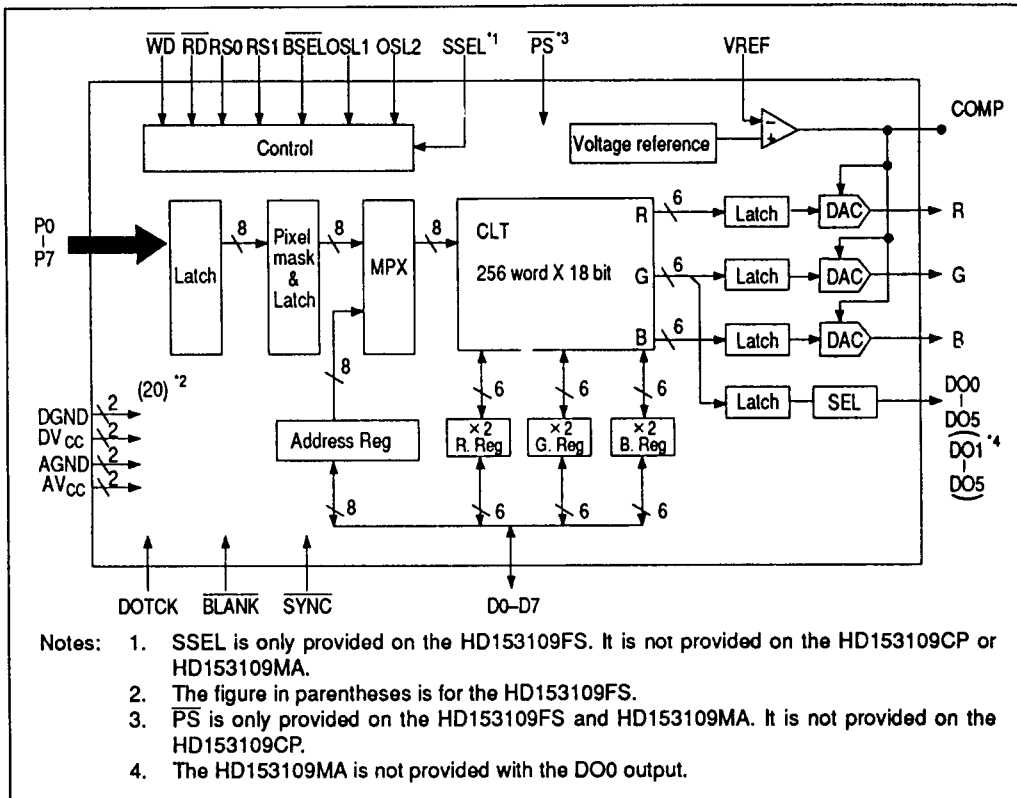 WD RD RS0 RS1 BSEL OSL1 OSL2 SSEL*1 PS*3 VREF
COMP
Control
Voltage reference
− +
P0
–
P7
Latch
8
Pixel
mask
&
Latch
8
MPX
8
CLT
256 word X 18 bit
R
G
B
6
6
6
Latch
Latch
Latch
DAC
DAC
DAC
R
G
B
Latch
SEL
DO0
–
DO5
(DO1*4
–
DO5)
8
6
6
6
(20)*2
DGND 2
DVCC 2
AGND 2
AVCC 2
Address Reg
×2
R. Reg
×2
G. Reg
×2
B. Reg
8
6
6
6
DOTCK BLANK SYNC D0–D7
Notes: 1. SSEL is only provided on the HD153109FS. It is not provided on the HD153109CP or
HD153109MA.
2. The figure in parentheses is for the HD153109FS.
3. PS is only provided on the HD153109FS and HD153109MA. It is not provided on the
HD153109CP.
4. The HD153109MA is not provided with the DO0 output.